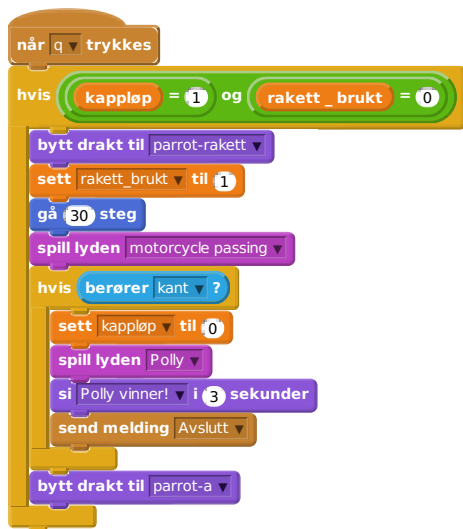 når q trykkes
hvis kappløp = 1 og rakett _ brukt = 0
bytt drakt til parrot-rakett
sett rakett_brukt til 1
gå 30 steg
spill lyden motorcycle passing
hvis berører kant ?
sett kappløp til 0
spill lyden Polly
si Polly vinner! i 3 sekunder
send melding Avslutt
bytt drakt til parrot-a